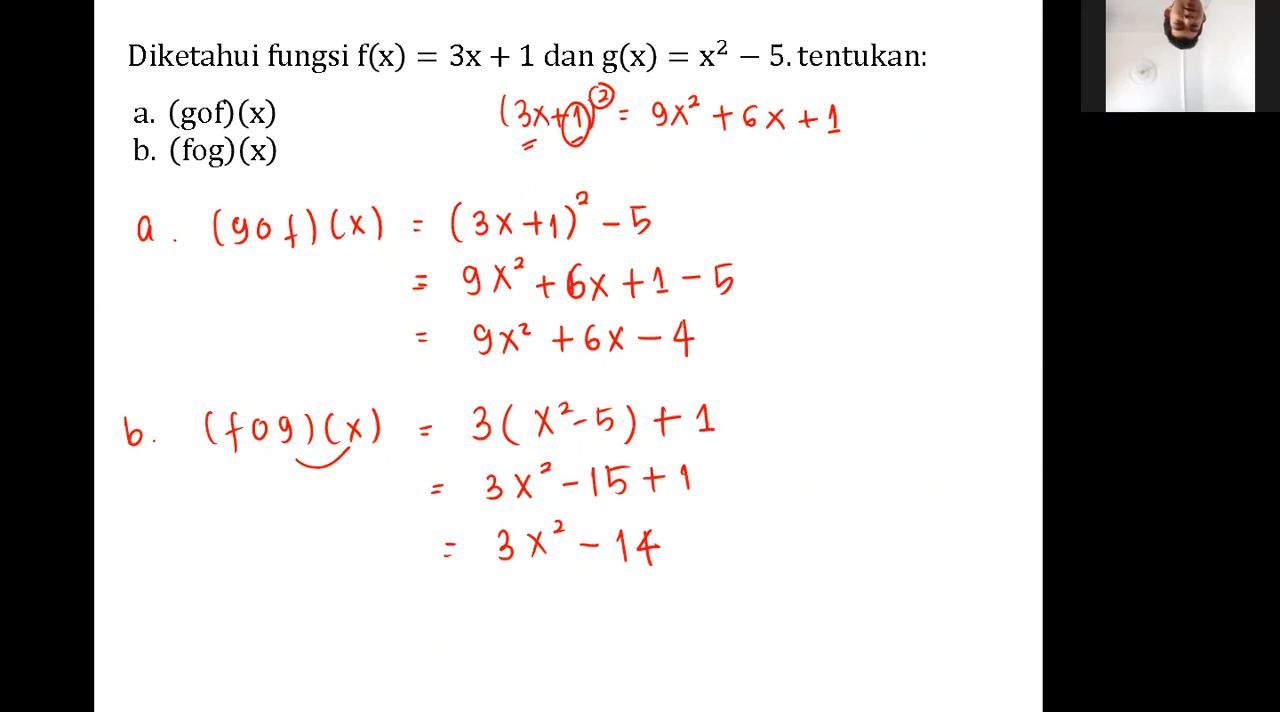 Diketahui fungsi f(x) = 3x + 1 dan g(x) = x² − 5. tentukan:
a. (gof)(x)
(3x+1)² = 9x² + 6x + 1
b. (fog)(x)
a. (gof)(x) = (3x+1)² − 5
= 9x² + 6x + 1 − 5
= 9x² + 6x − 4
b. (fog)(x) = 3(x²−5) + 1
= 3x² − 15 + 1
= 3x² − 14